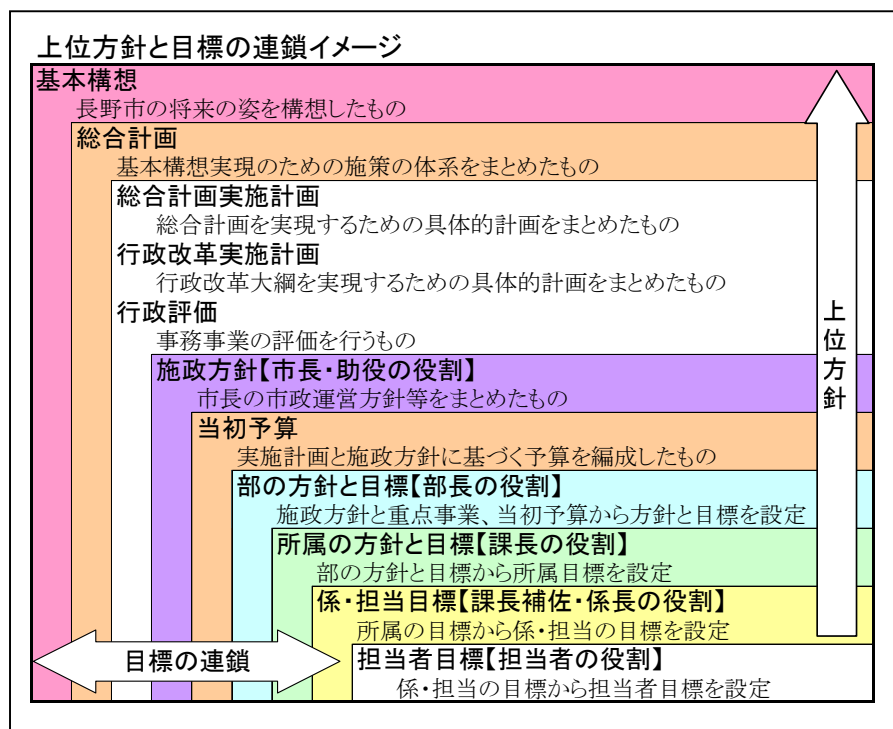 上位方針と目標の連鎖イメージ
基本構想
長野市の将来の姿を構想したもの
総合計画
基本構想実現のための施策の体系をまとめたもの
総合計画実施計画
総合計画を実現するための具体的計画をまとめたもの
行政改革実施計画
行政改革大綱を実現するための具体的計画をまとめたもの
行政評価
事務事業の評価を行うもの
施政方針【市長・助役の役割】
市長の市政運営方針等をまとめたもの
当初予算
実施計画と施政方針に基づく予算を編成したもの
部の方針と目標【部長の役割】
施政方針と重点事業、当初予算から方針と目標を設定
所属の方針と目標【課長の役割】
部の方針と目標から所属目標を設定
係・担当目標【課長補佐・係長の役割】
所属の目標から係・担当の目標を設定
担当者目標【担当者の役割】
係・担当の目標から担当者目標を設定
目標の連鎖
上位方針